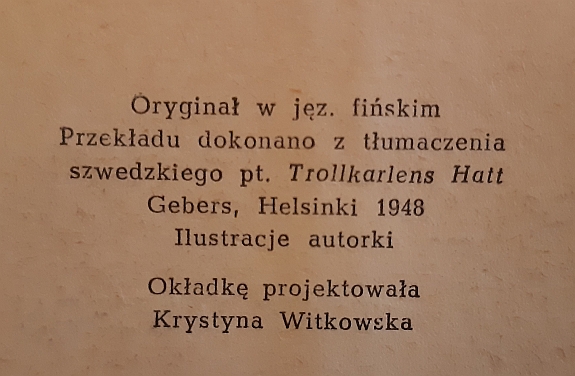 Oryginał w jęz. fińskim
Przekładu dokonano z tłumaczenia
szwedzkiego pt. Trollkarlens Hatt
Gebers, Helsinki 1948
Ilustracje autorki
Okładkę projektowała
Krystyna Witkowska